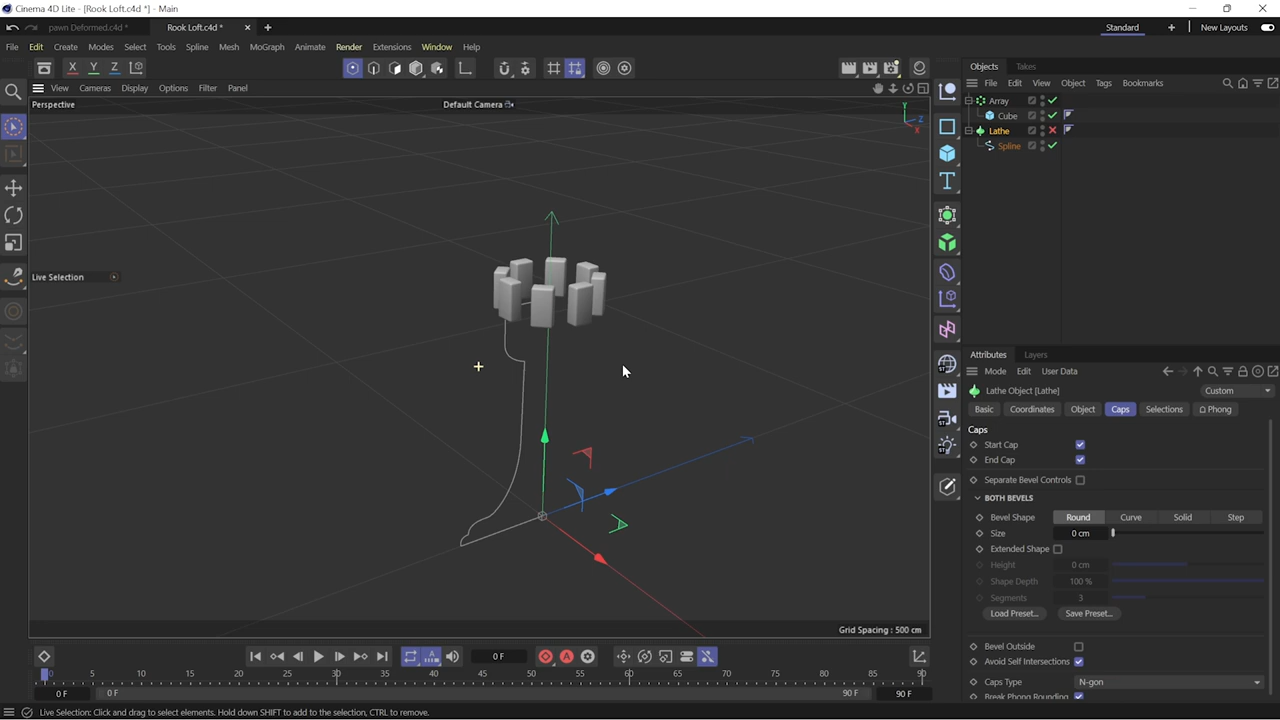 Cinema 4D Lite - [Rook Loft.c4d *] - Main
pawn Deformed.c4d *
Rook Loft.c4d *
Standard
New Layouts
File Edit Create Modes Select Tools Spline Mesh MoGraph Animate Render Extensions Window Help
X Y Z
Objects Takes
View Cameras Display Options Filter Panel
File Edit View Object Tags Bookmarks
Perspective
Default Camera
Y
Z
X
Array
Cube
Lathe
Spline
Live Selection
Attributes Layers
Mode Edit User Data
Lathe Object [Lathe]
Custom
Basic Coordinates Object Caps Selections Phong
Caps
Start Cap
End Cap
Separate Bevel Controls
BOTH BEVELS
Bevel Shape Round Curve Solid Step
Size 0 cm
Extended Shape
Height 0 cm
Shape Depth 100 %
Segments 3
Load Preset... Save Preset...
Bevel Outside
Avoid Self Intersections
Caps Type N-gon
Break Phong Rounding
Grid Spacing : 500 cm
0 F
0 5 10 15 20 25 30 35 40 45 50 55 60 65 70 75 80 85 90
0 F 0 F 90 F 90 F
Live Selection: Click and drag to select elements. Hold down SHIFT to add to the selection, CTRL to remove.